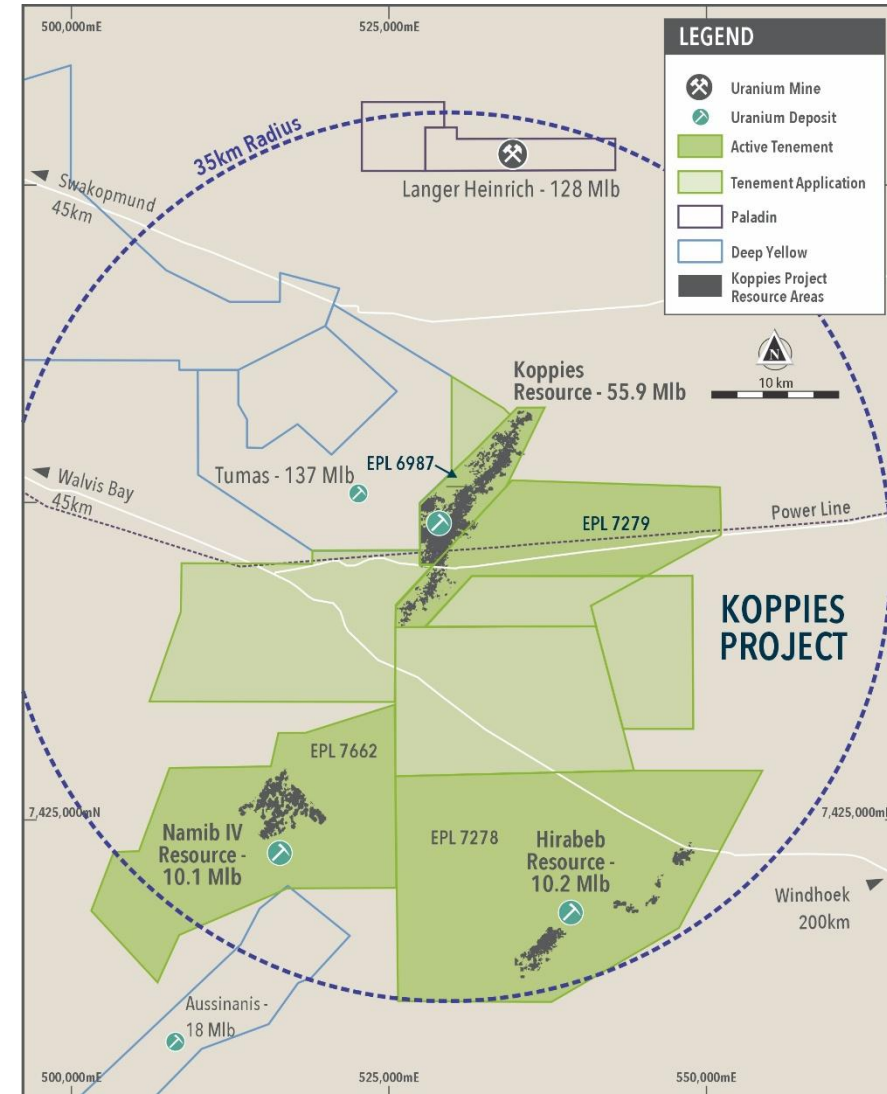 500,000mE
525,000mE
LEGEND
Uranium Mine
Uranium Deposit
Active Tenement
Tenement Application
Paladin
Deep Yellow
Koppies Project
Resource Areas
N
10 km
35km Radius
Swakopmund
45km
Langer Heinrich - 128 Mlb
Koppies
Resource - 55.9 Mlb
EPL 6987
Tumas - 137 Mlb
Walvis Bay
45km
EPL 7279
Power Line
KOPPIES
PROJECT
EPL 7662
7,425,000mN
7,425,000mN
Namib IV
Resource -
10.1 Mlb
EPL 7278
Hirabeb
Resource -
10.2 Mlb
Windhoek
200km
Aussinanis -
18 Mlb
500,000mE
525,000mE
550,000mE